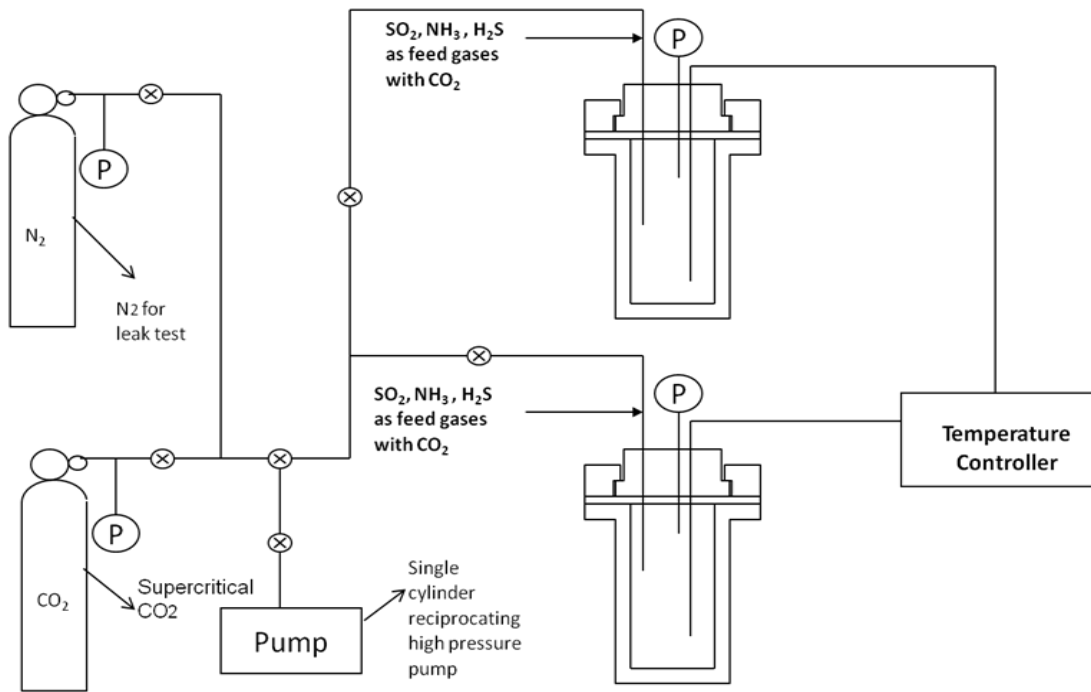 SO₂, NH₃ , H₂S
as feed gases
with CO₂
P
P
N₂
N2 for
leak test
SO₂, NH₃ , H₂S
as feed gases
with CO₂
P
Temperature
Controller
P
CO₂
Supercritical
CO2
Pump
Single
cylinder
reciprocating
high pressure
pump